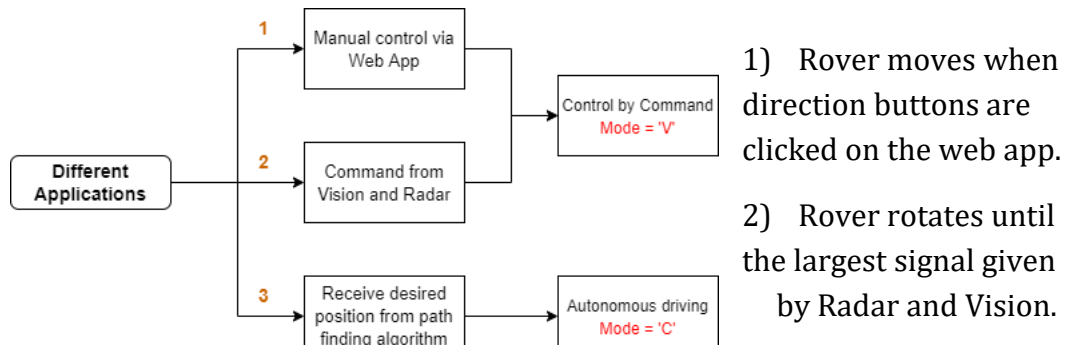 Different
Applications
1
Manual control via
Web App
2
Command from
Vision and Radar
3
Receive desired
position from path
finding algorithm
Control by Command
Mode = 'V'
Autonomous driving
Mode = 'C'
1) Rover moves when
direction buttons are
clicked on the web app.
2) Rover rotates until
the largest signal given
by Radar and Vision.